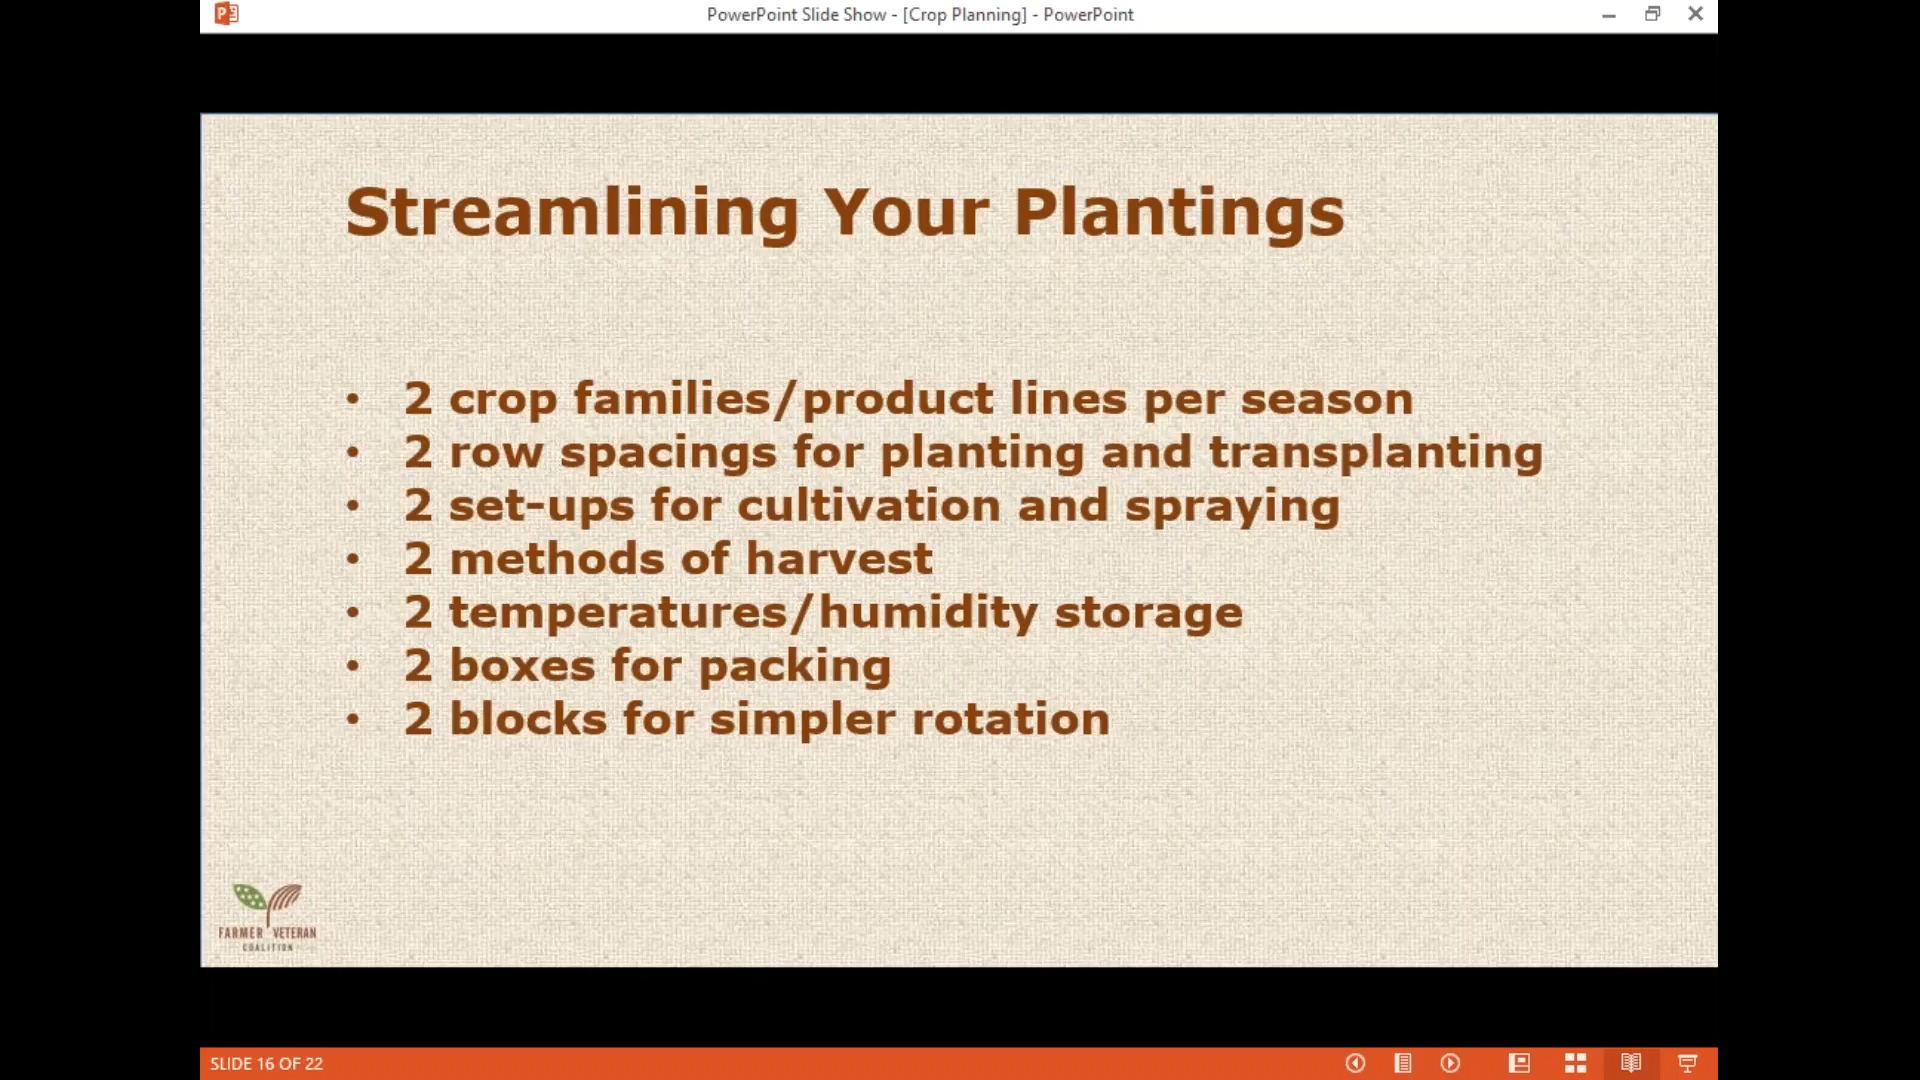 PowerPoint Slide Show - [Crop Planning] - PowerPoint
Streamlining Your Plantings
• 2 crop families/product lines per season
• 2 row spacings for planting and transplanting
• 2 set-ups for cultivation and spraying
• 2 methods of harvest
• 2 temperatures/humidity storage
• 2 boxes for packing
• 2 blocks for simpler rotation
FARMER VETERAN
COALITION
SLIDE 16 OF 22